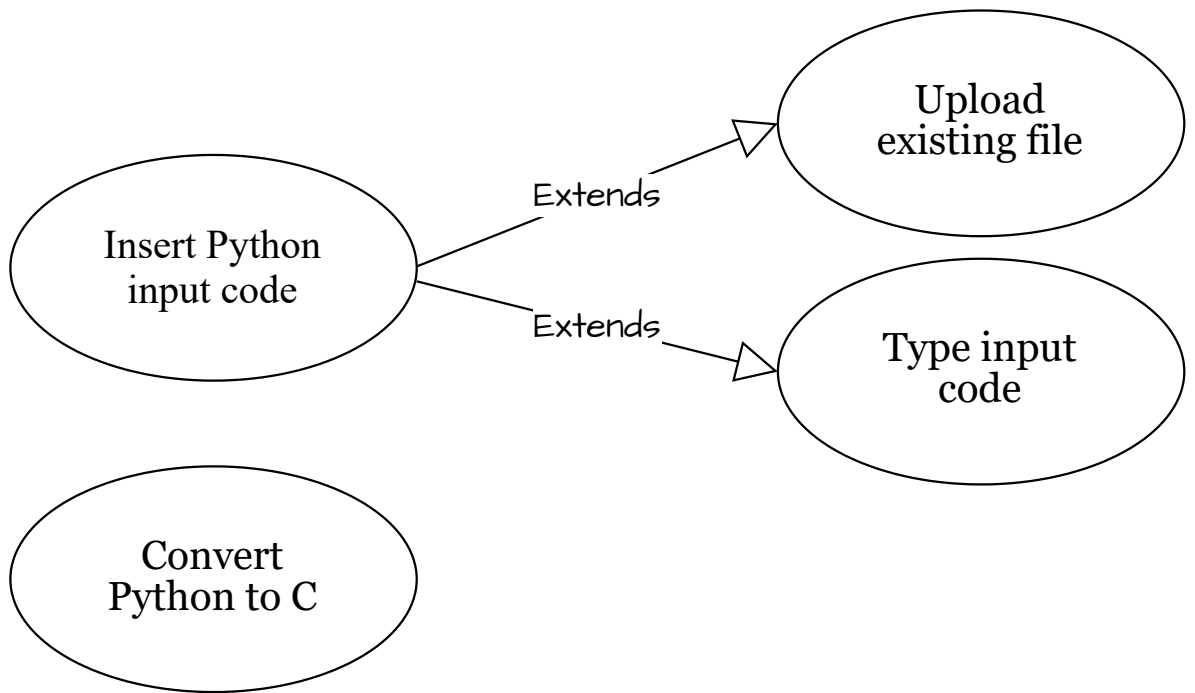 Upload
existing file
Extends
Insert Python
input code
Extends
Type input
code
Convert
Python to C